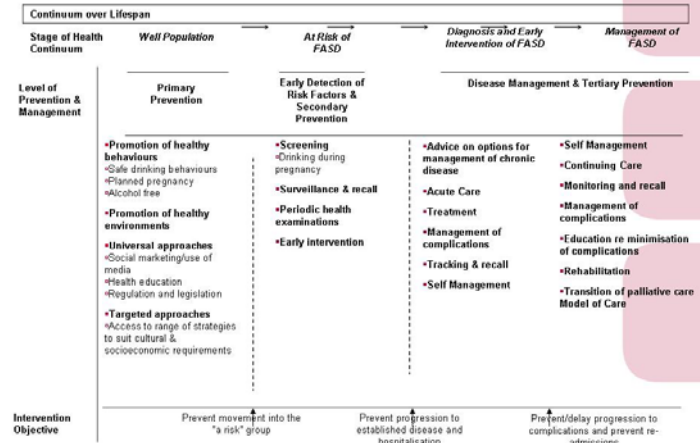 Continuum over Lifespan
Stage of Health Continuum
Well Population
At Risk of FASD
Diagnosis and Early Intervention of FASD
Management of FASD
Level of Prevention & Management
Primary Prevention
Early Detection of Risk Factors & Secondary Prevention
Disease Management & Tertiary Prevention
▪Promotion of healthy
behaviours
▫Safe drinking behaviours
▫Planned pregnancy
▫Alcohol free
▪Promotion of healthy
environments
▪Universal approaches
▫Social marketing/use of
media
▫Health education
▫Regulation and legislation
▪Targeted approaches
▫Access to range of strategies
to suit cultural &
socioeconomic requirements
▪Screening
▫Drinking during
pregnancy
▪Surveillance & recall
▪Periodic health
examinations
▪Early intervention
▪Advice on options for
management of chronic
disease
▪Acute Care
▪Treatment
▪Management of
complications
▪Tracking & recall
▪Self Management
▪Self Management
▪Continuing Care
▪Monitoring and recall
▪Management of
complications
▪Education re minimisation
of complications
▪Rehabilitation
▪Transition of palliative care
Model of Care
Intervention
Objective
Prevent movement into the
"a risk" group
Prevent progression to
established disease and
hospitalisation
Prevent/delay progression to
complications and prevent re-
admissions